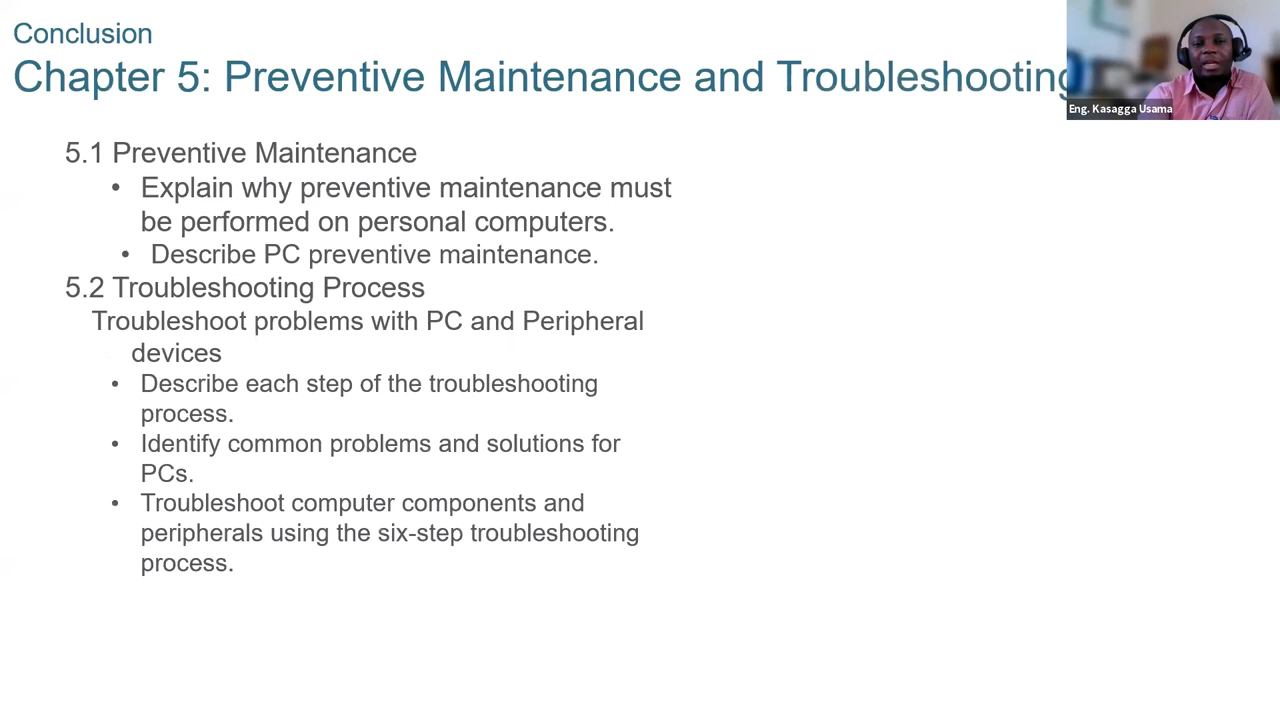 Conclusion
Chapter 5: Preventive Maintenance and Troubleshooting
Eng. Kasagga Usama
5.1 Preventive Maintenance
• Explain why preventive maintenance must
be performed on personal computers.
• Describe PC preventive maintenance.
5.2 Troubleshooting Process
Troubleshoot problems with PC and Peripheral
devices
• Describe each step of the troubleshooting
process.
• Identify common problems and solutions for
PCs.
• Troubleshoot computer components and
peripherals using the six-step troubleshooting
process.